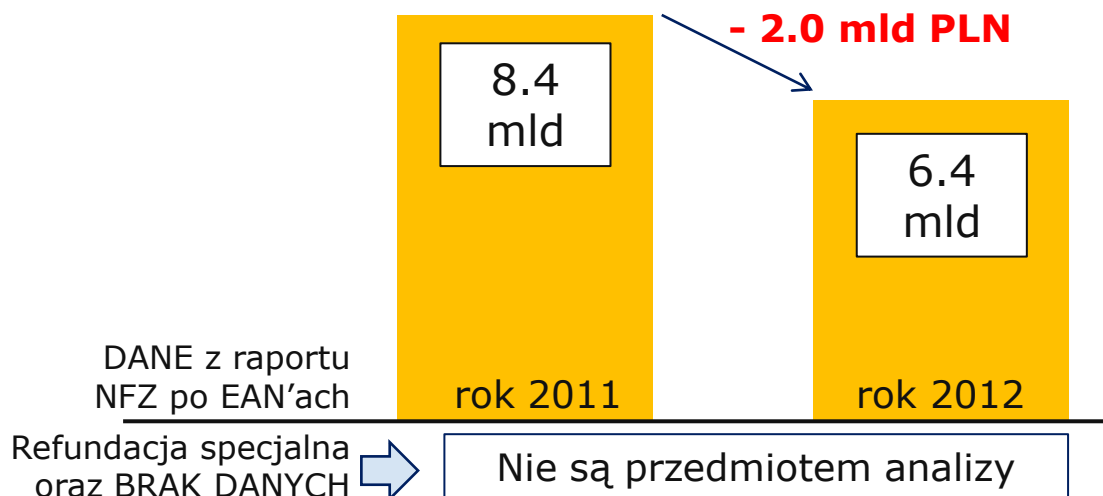 - 2.0 mld PLN
8.4
mld
6.4
mld
DANE z raportu
NFZ po EAN’ach
rok 2011
rok 2012
Refundacja specjalna
oraz BRAK DANYCH
Nie są przedmiotem analizy